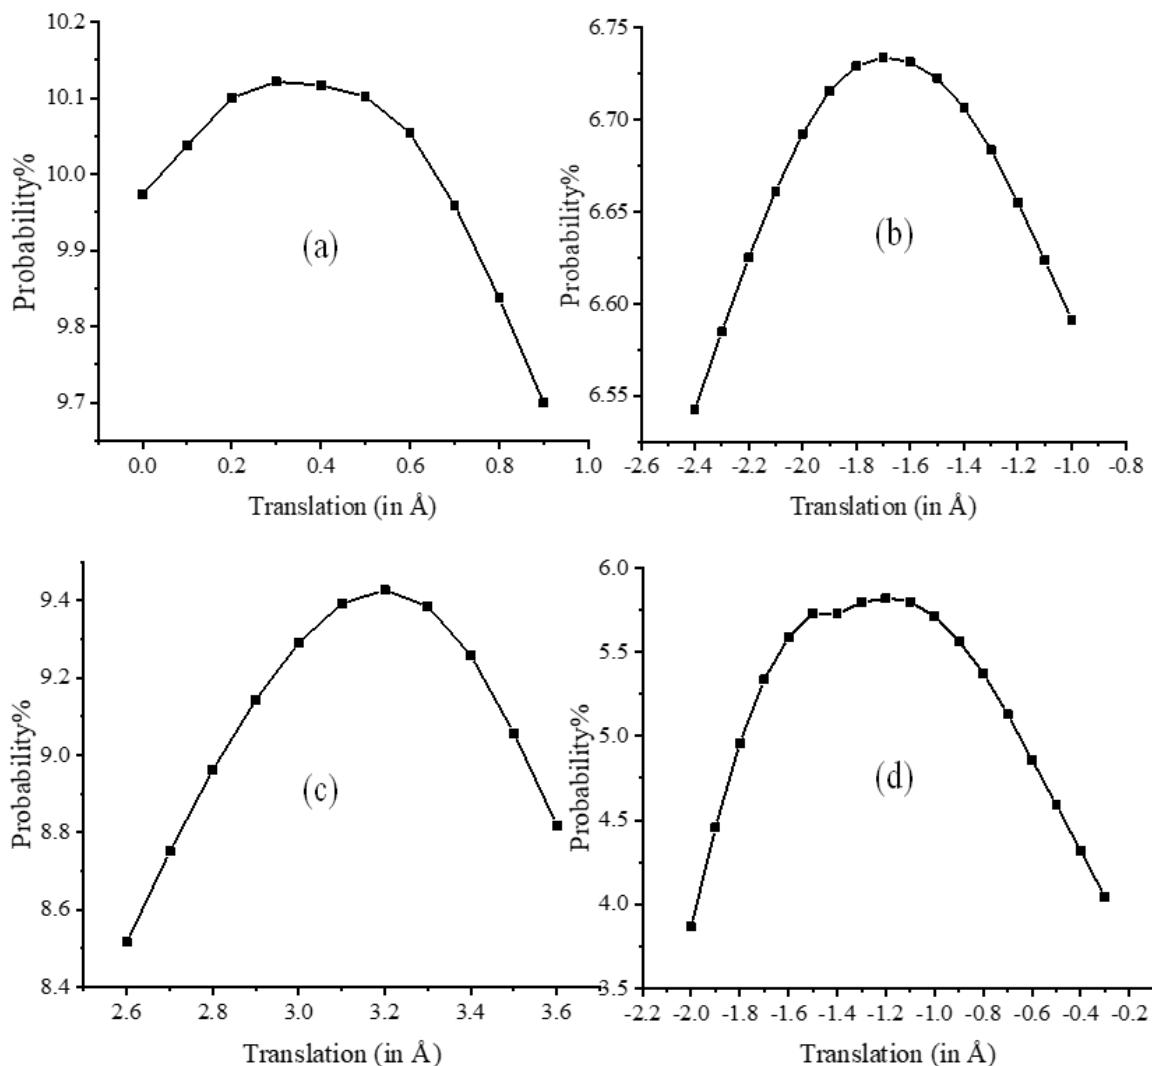 10.2
10.1
10.0
9.9
9.8
9.7
Probability%
(a)
0.0 0.2 0.4 0.6 0.8 1.0
Translation (in Å)
6.75
6.70
6.65
6.60
6.55
Probability%
(b)
-2.6 -2.4 -2.2 -2.0 -1.8 -1.6 -1.4 -1.2 -1.0 -0.8
Translation (in Å)
9.4
9.2
9.0
8.8
8.6
8.4
Probability%
(c)
2.6 2.8 3.0 3.2 3.4 3.6
Translation (in Å)
6.0
5.5
5.0
4.5
4.0
3.5
Probability%
(d)
-2.2 -2.0 -1.8 -1.6 -1.4 -1.2 -1.0 -0.8 -0.6 -0.4 -0.2
Translation (in Å)